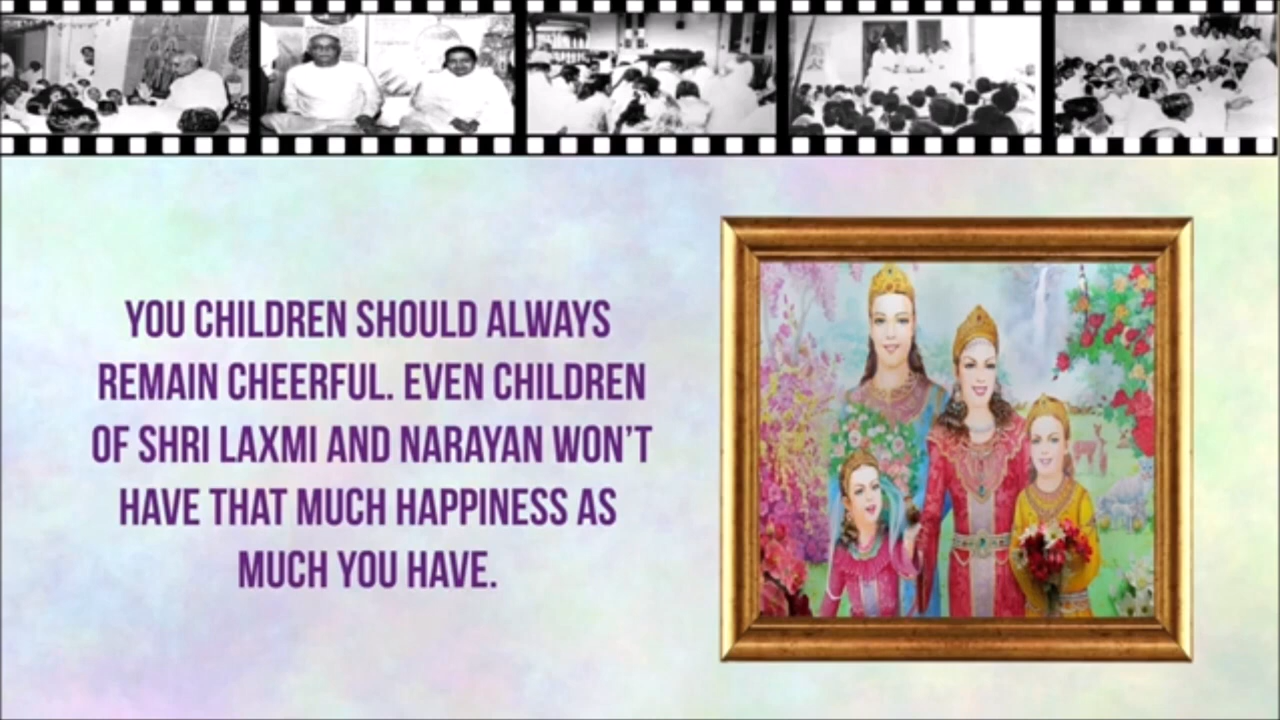 YOU CHILDREN SHOULD ALWAYS
REMAIN CHEERFUL. EVEN CHILDREN
OF SHRI LAXMI AND NARAYAN WON'T
HAVE THAT MUCH HAPPINESS AS
MUCH YOU HAVE.